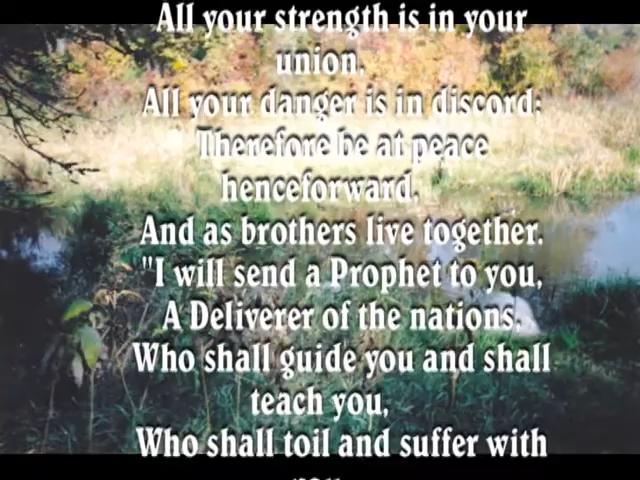 All your strength is in your
union.
All your danger is in discord;
Therefore be at peace
henceforward,
And as brothers live together.
"I will send a Prophet to you,
A Deliverer of the nations,
Who shall guide you and shall
teach you,
Who shall toil and suffer with